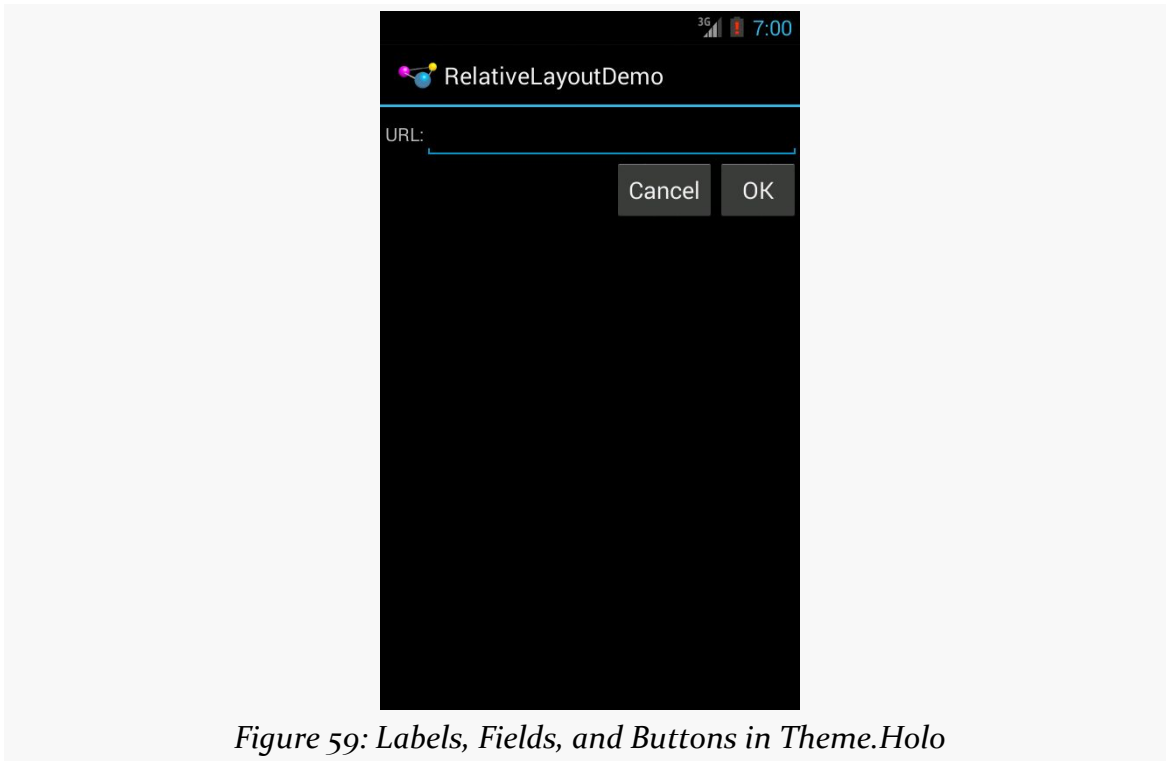 3G 7:00
RelativeLayoutDemo
URL:
Cancel OK
Figure 59: Labels, Fields, and Buttons in Theme.Holo